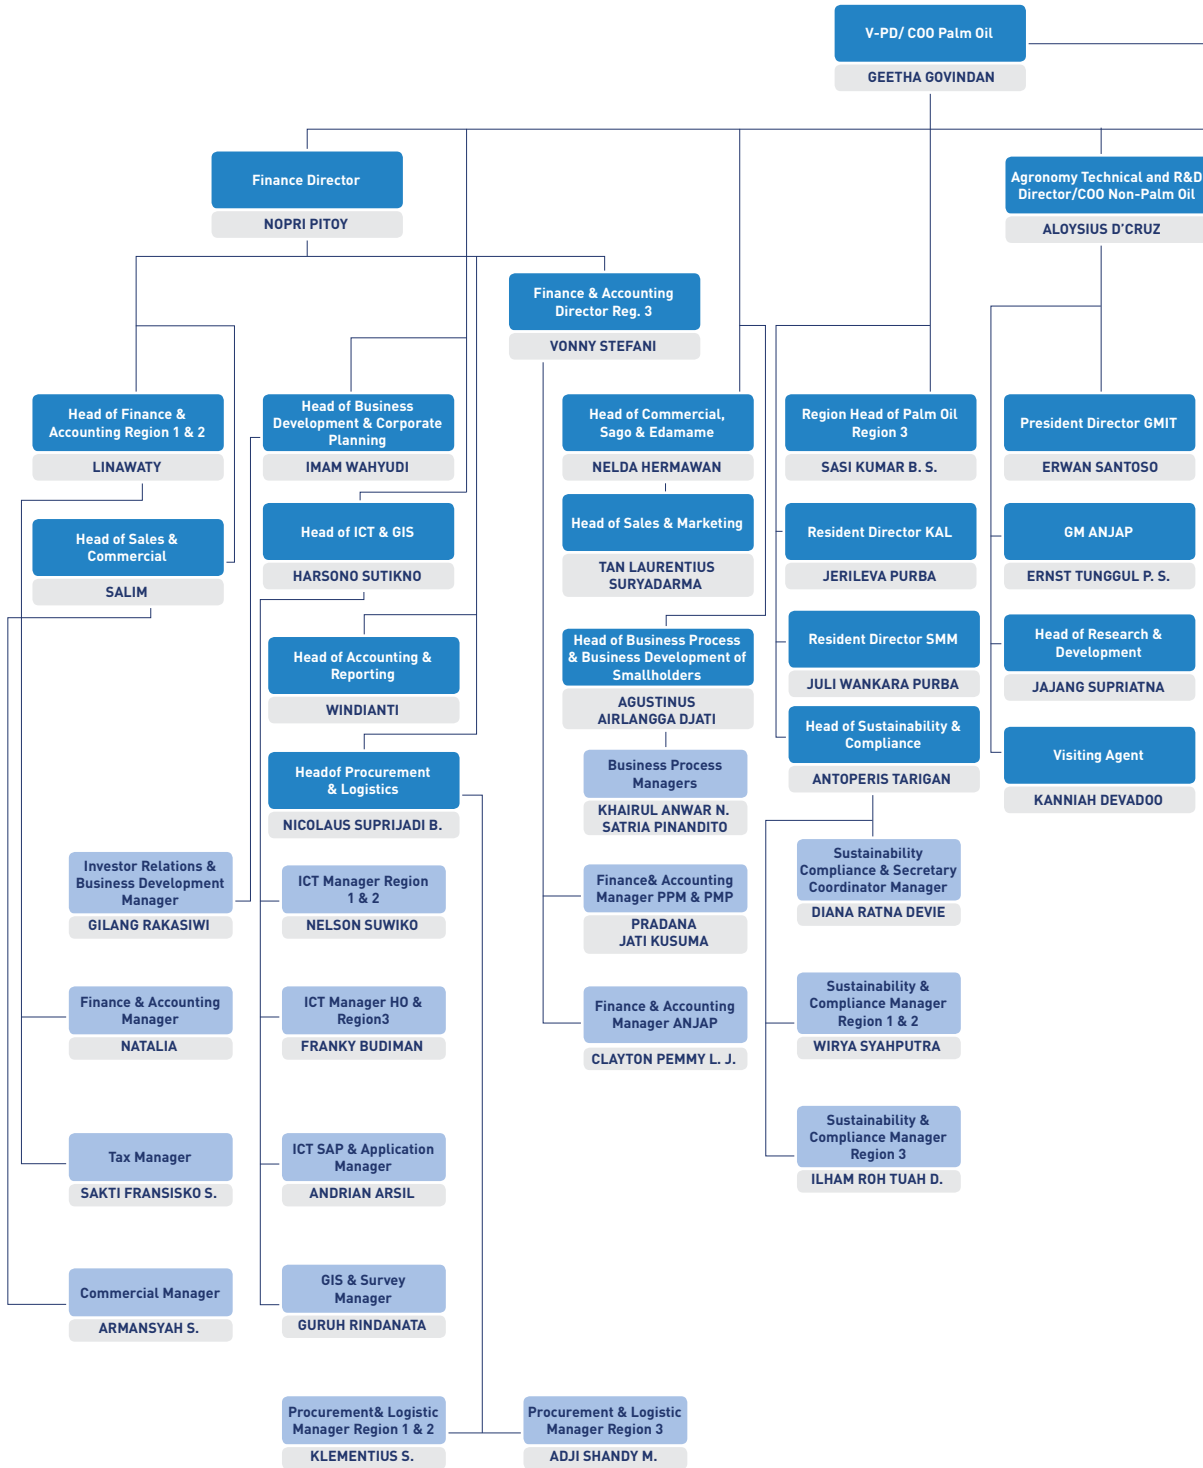 V-PD/ COO Palm Oil
GEETHA GOVINDAN
Finance Director
NOPRI PITOY
Agronomy Technical and R&D
Director/COO Non-Palm Oil
ALOYSIUS D'CRUZ
Finance & Accounting
Director Reg. 3
VONNY STEFANI
Head of Finance &
Accounting Region 1 & 2
LINAWATY
Head of Business
Development & Corporate
Planning
IMAM WAHYUDI
Head of Commercial,
Sago & Edamame
NELDA HERMAWAN
Region Head of Palm Oil
Region 3
SASI KUMAR B. S.
President Director GMIT
ERWAN SANTOSO
Head of Sales &
Commercial
SALIM
Head of ICT & GIS
HARSONO SUTIKNO
Head of Sales & Marketing
TAN LAURENTIUS
SURYADARMA
Resident Director KAL
JERILEVA PURBA
GM ANJAP
ERNST TUNGGUL P. S.
Head of Accounting &
Reporting
WINDIANTI
Head of Business Process
& Business Development of
Smallholders
AGUSTINUS
AIRLANGGA DJATI
Resident Director SMM
JULI WANKARA PURBA
Head of Research &
Development
JAJANG SUPRIATNA
Headof Procurement
& Logistics
NICOLAUS SUPRIJADI B.
Business Process
Managers
KHAIRUL ANWAR N.
SATRIA PINANDITO
Head of Sustainability &
Compliance
ANTOPERIS TARIGAN
Visiting Agent
KANNIAH DEVADOO
Investor Relations &
Business Development
Manager
GILANG RAKASIWI
ICT Manager Region
1 & 2
NELSON SUWIKO
Finance& Accounting
Manager PPM & PMP
PRADANA
JATI KUSUMA
Sustainability
Compliance & Secretary
Coordinator Manager
DIANA RATNA DEVIE
Finance & Accounting
Manager
NATALIA
ICT Manager HO &
Region3
FRANKY BUDIMAN
Finance & Accounting
Manager ANJAP
CLAYTON PEMMY L. J.
Sustainability &
Compliance Manager
Region 1 & 2
WIRYA SYAHPUTRA
Tax Manager
SAKTI FRANSISKO S.
ICT SAP & Application
Manager
ANDRIAN ARSIL
Sustainability &
Compliance Manager
Region 3
ILHAM ROH TUAH D.
Commercial Manager
ARMANSYAH S.
GIS & Survey
Manager
GURUH RINDANATA
Procurement& Logistic
Manager Region 1 & 2
KLEMENTIUS S.
Procurement & Logistic
Manager Region 3
ADJI SHANDY M.